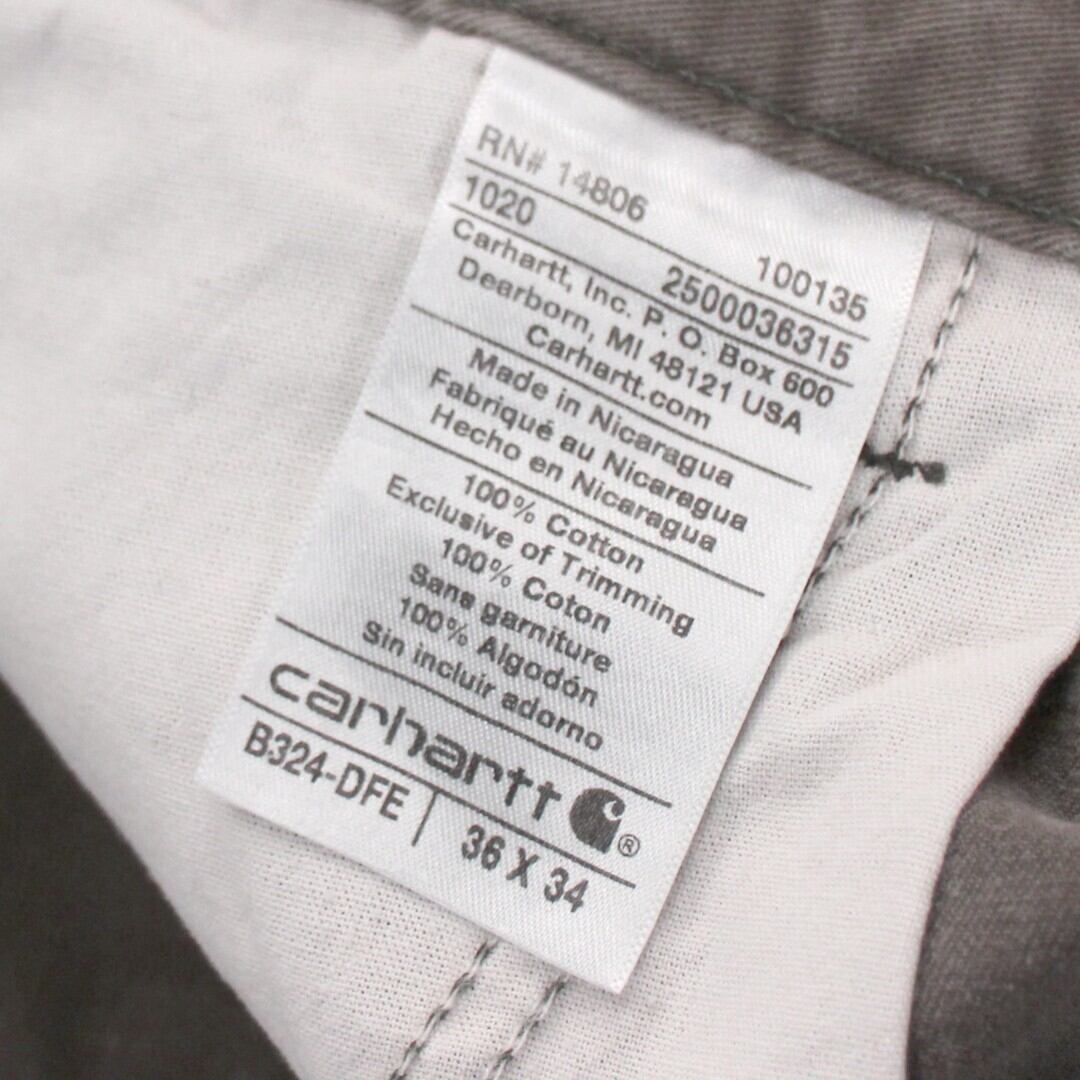 RN# 14806 100135
1020 2500036315
Carhartt, Inc. P. O. Box 600
Dearborn, MI 48121 USA
Carhartt.com
Made in Nicaragua
Fabriqué au Nicaragua
Hecho en Nicaragua
100% Cotton
Exclusive of Trimming
100% Coton
Sans garniture
100% Algodón
Sin incluir adorno
carhartt ®
B324-DFE | 36 X 34